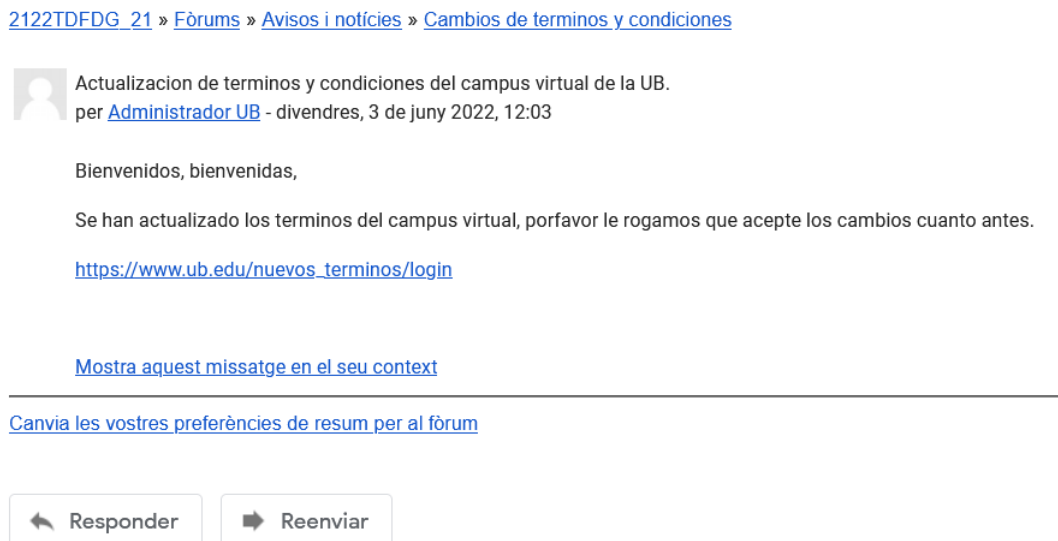 2122TDFDG_21 » Fòrums » Avisos i notícies » Cambios de terminos y condiciones
Actualizacion de terminos y condiciones del campus virtual de la UB.
per Administrador UB - divendres, 3 de juny 2022, 12:03
Bienvenidos, bienvenidas,
Se han actualizado los terminos del campus virtual, porfavor le rogamos que acepte los cambios cuanto antes.
https://www.ub.edu/nuevos_terminos/login
Mostra aquest missatge en el seu context
Canvia les vostres preferències de resum per al fòrum
Responder Reenviar